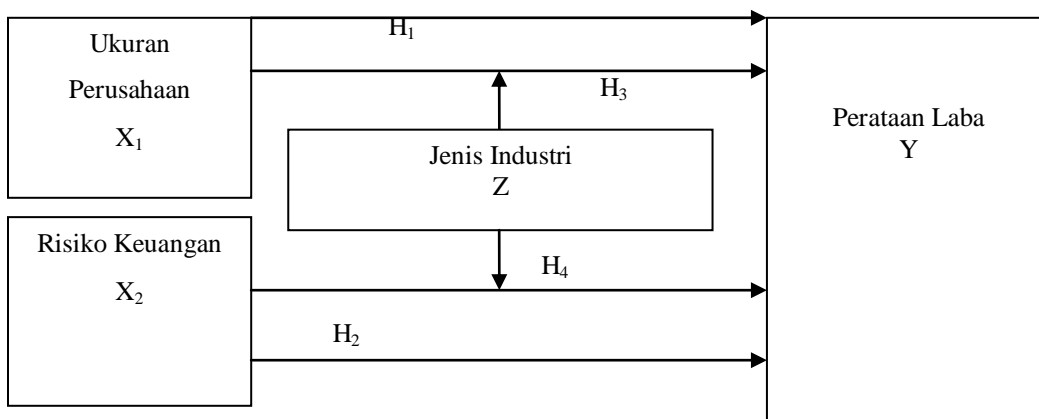 Ukuran
Perusahaan
X₁
H₁
H₃
Jenis Industri
Z
Perataan Laba
Y
Risiko Keuangan
X₂
H₄
H₂